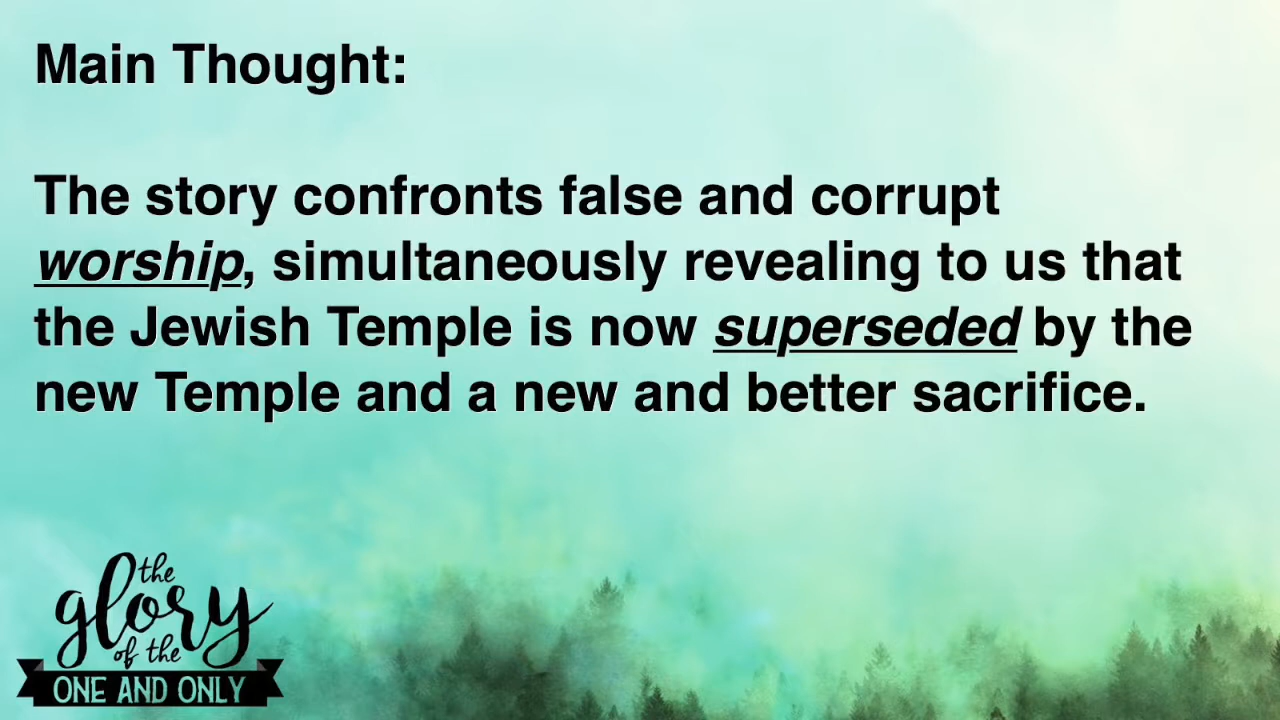 Main Thought:
The story confronts false and corrupt
worship, simultaneously revealing to us that
the Jewish Temple is now superseded by the
new Temple and a new and better sacrifice.
the
glory
of the
ONE AND ONLY